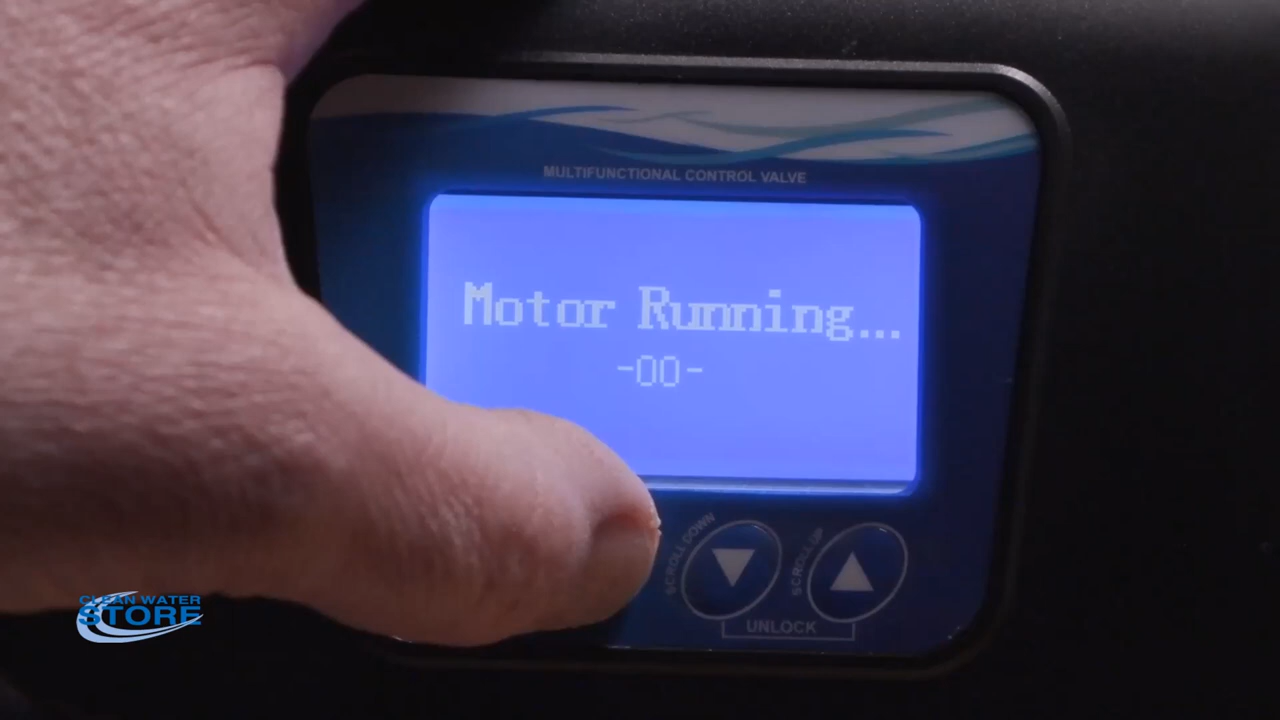 MULTIFUNCTIONAL CONTROL VALVE
Motor Running...
-00-
SCROLL DOWN
SCROLL UP
UNLOCK
CLEAN WATER
STORE